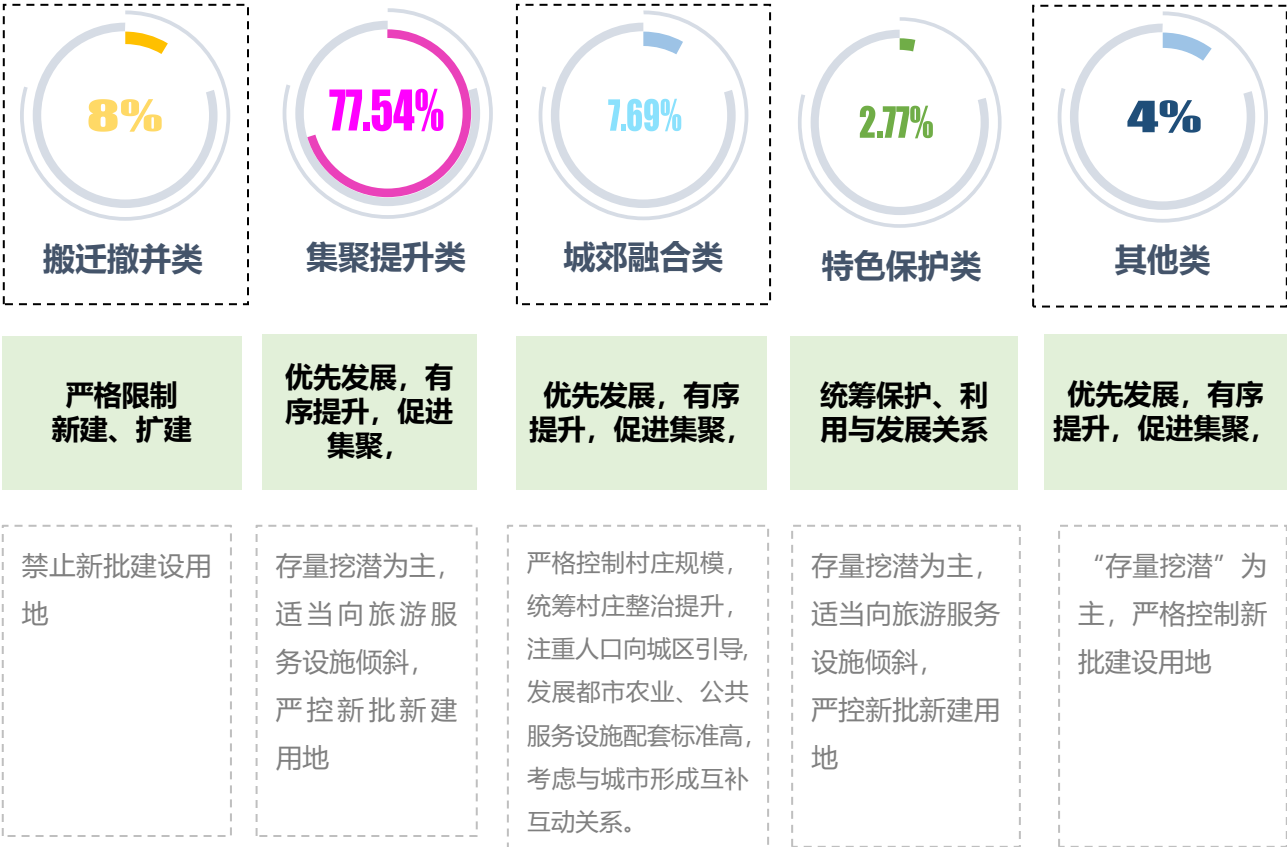 8%
77.54%
7.69%
2.77%
4%
搬迁撤并类
集聚提升类
城郊融合类
特色保护类
其他类
严格限制
新建、扩建
优先发展，有
序提升，促进
集聚，
优先发展，有序
提升，促进集聚，
统筹保护、利
用与发展关系
优先发展，有序
提升，促进集聚，
禁止新批建设用
地
存量挖潜为主，
适当向旅游服
务设施倾斜，
严控新批新建
用地
严格控制村庄规模，
统筹村庄整治提升，
注重人口向城区引导，
发展都市农业、公共
服务设施配套标准高，
考虑与城市形成互补
互动关系。
存量挖潜为主，
适当向旅游服务
设施倾斜，
严控新批新建用
地
“存量挖潜”为
主，严格控制新
批建设用地